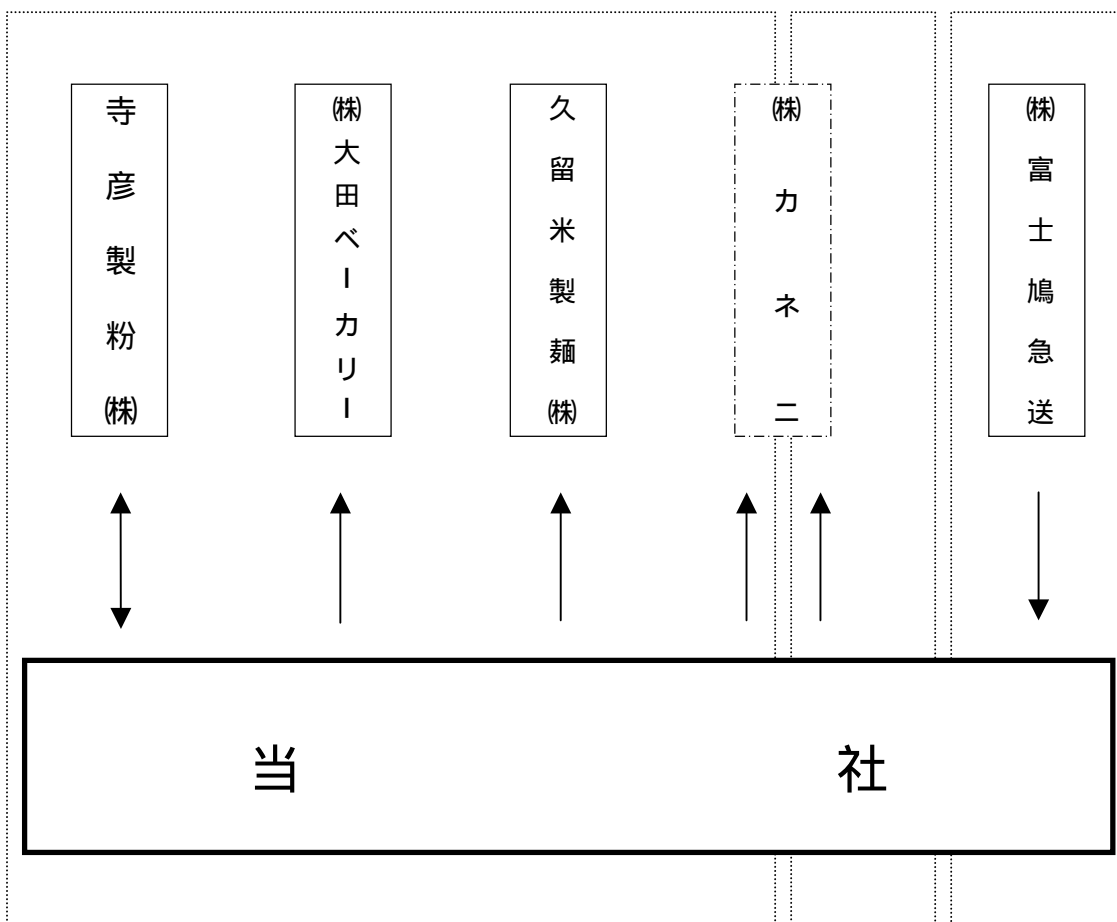 寺彦製粉㈱
㈱大田ベーカリー
久留米製麺㈱
㈱カネニ
㈱富士鳩急送
当社